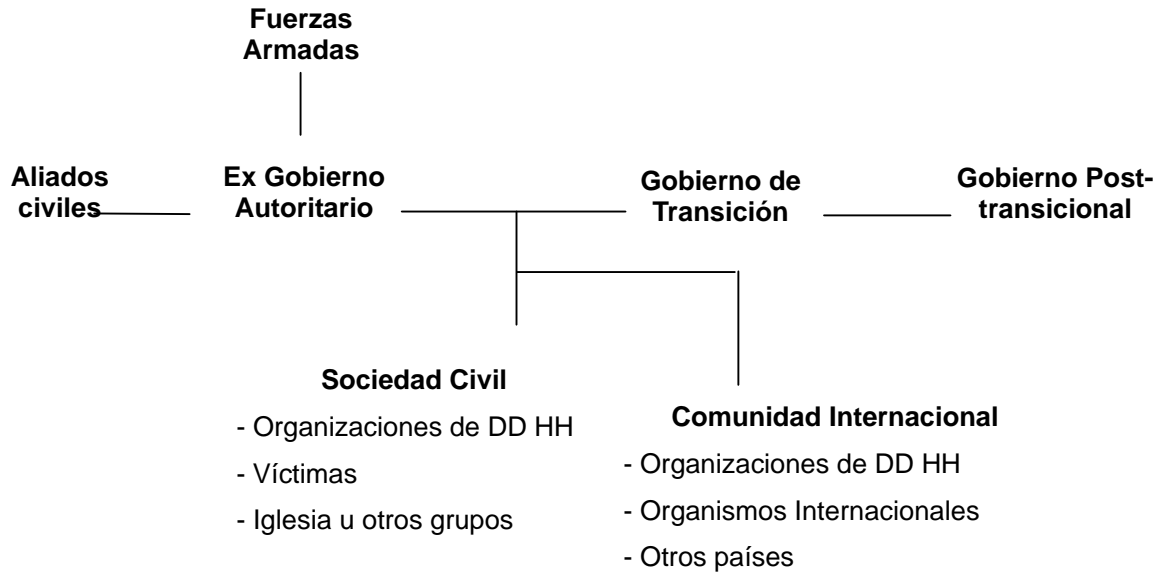 Fuerzas
Armadas
Aliados
civiles
Ex Gobierno
Autoritario
Gobierno de
Transición
Gobierno Post-
transicional
Sociedad Civil
- Organizaciones de DD HH
- Víctimas
- Iglesia u otros grupos
Comunidad Internacional
- Organizaciones de DD HH
- Organismos Internacionales
- Otros países